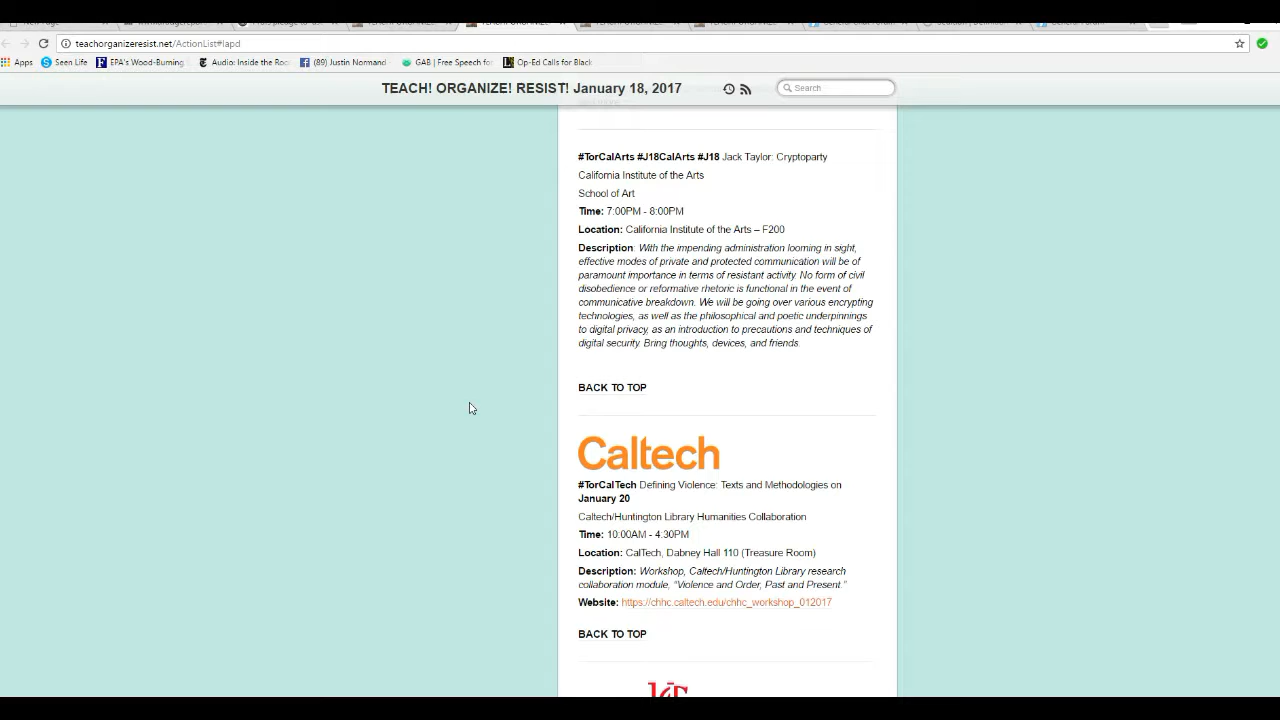 teachorganizeresist.net/ActionList#lapd
Apps Seen Life EPA's Wood-Burning Audio: Inside the Roo (89) Justin Normand GAB | Free Speech for Op-Ed Calls for Black
TEACH! ORGANIZE! RESIST! January 18, 2017 Search
#TorCalArts #J18CalArts #J18 Jack Taylor: Cryptoparty
California Institute of the Arts
School of Art
Time: 7:00PM - 8:00PM
Location: California Institute of the Arts – F200
Description: With the impending administration looming in sight,
effective modes of private and protected communication will be of
paramount importance in terms of resistant activity. No form of civil
disobedience or reformative rhetoric is functional in the event of
communicative breakdown. We will be going over various encrypting
technologies, as well as the philosophical and poetic underpinnings
to digital privacy, as an introduction to precautions and techniques of
digital security. Bring thoughts, devices, and friends.
BACK TO TOP
Caltech
#TorCalTech Defining Violence: Texts and Methodologies on
January 20
Caltech/Huntington Library Humanities Collaboration
Time: 10:00AM - 4:30PM
Location: CalTech, Dabney Hall 110 (Treasure Room)
Description: Workshop, Caltech/Huntington Library research
collaboration module, “Violence and Order, Past and Present.”
Website: https://chhc.caltech.edu/chhc_workshop_012017
BACK TO TOP